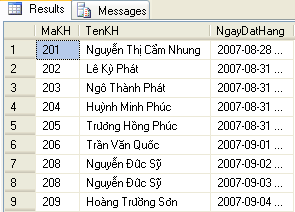 Results Messages
MaKH TenKH NgayDatHang
1 201 Nguyễn Thị Cẩm Nhung 2007-08-28 ...
2 202 Lê Kỳ Phát 2007-08-31 ...
3 203 Ngô Thành Phát 2007-08-31 ...
4 204 Huỳnh Minh Phúc 2007-08-31 ...
5 205 Trương Hồng Phúc 2007-08-31 ...
6 206 Trần Văn Quốc 2007-09-01 ...
7 208 Nguyễn Đức Sỹ 2007-09-02 ...
8 208 Nguyễn Đức Sỹ 2007-09-03 ...
9 209 Hoàng Trường Sơn 2007-09-04 ...